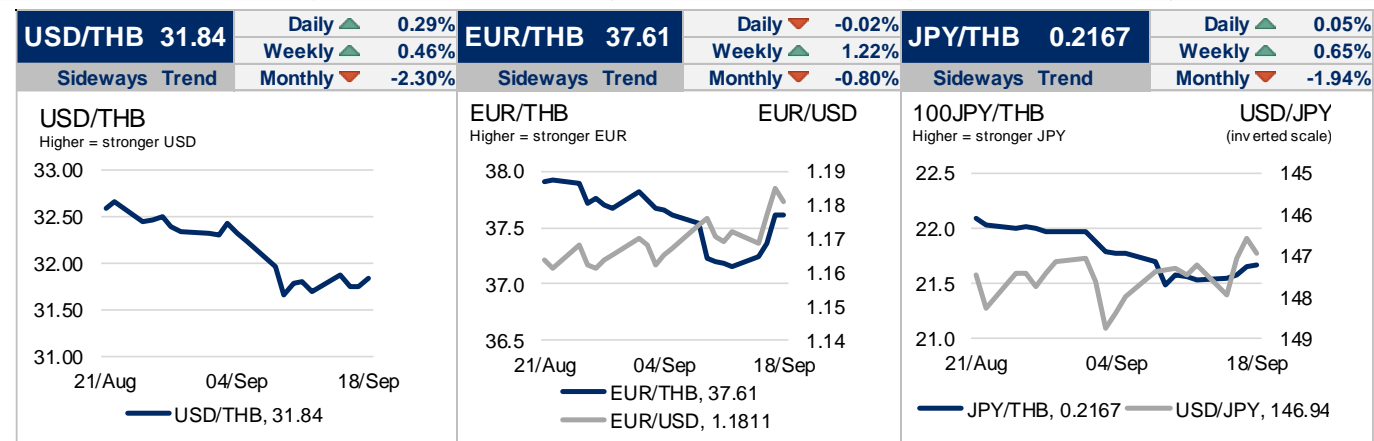 USD/THB 31.84
Daily 0.29%
Weekly 0.46%
Sideways Trend
Monthly -2.30%
USD/THB
Higher = stronger USD
33.00
32.50
32.00
31.50
31.00
21/Aug 04/Sep 18/Sep
USD/THB, 31.84
EUR/THB 37.61
Daily -0.02%
Weekly 1.22%
Sideways Trend
Monthly -0.80%
EUR/THB EUR/USD
Higher = stronger EUR
38.0 1.19
1.18
37.5 1.17
37.0 1.16
1.15
36.5 1.14
21/Aug 04/Sep 18/Sep
EUR/THB, 37.61
EUR/USD, 1.1811
JPY/THB 0.2167
Daily 0.05%
Weekly 0.65%
Sideways Trend
Monthly -1.94%
100JPY/THB USD/JPY
Higher = stronger JPY (inverted scale)
22.5 145
146
22.0
147
21.5
148
21.0 149
21/Aug 04/Sep 18/Sep
JPY/THB, 0.2167 USD/JPY, 146.94